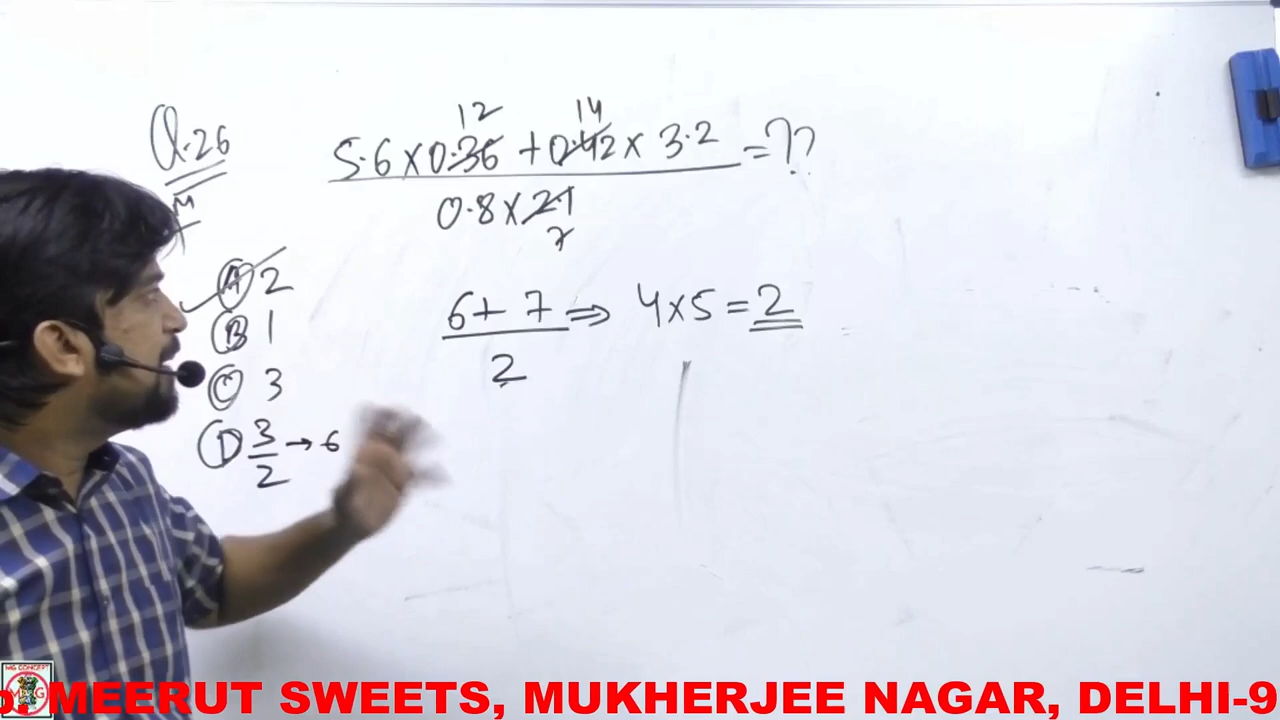 12 14
Q.26 5.6 × 0.36 + 0.42 × 3.2 = ??
0.8 × 21
7
A 2
B 1
C 3
D 3/2 → 6
6 + 7 ⇒ 4×5 = 2
2
MEERUT SWEETS, MUKHERJEE NAGAR, DELHI-9